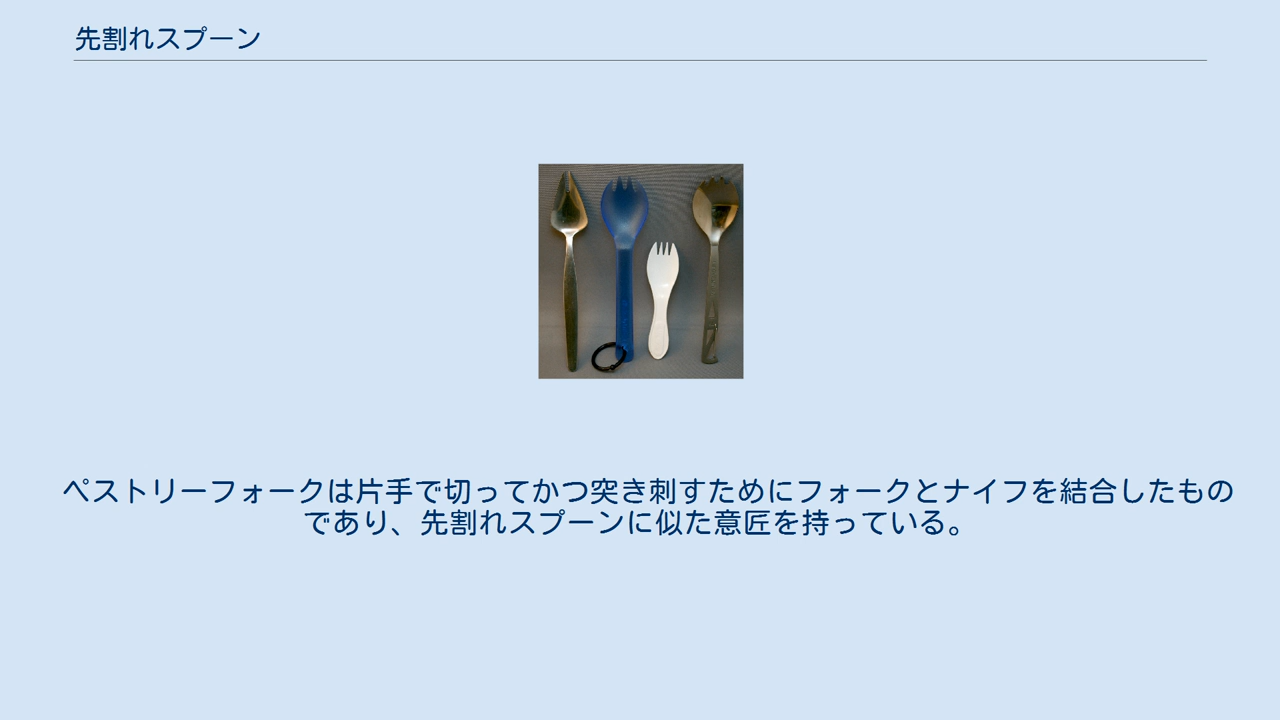 先割れスプーン
ペストリーフォークは片手で切ってかつ突き刺すためにフォークとナイフを結合したもの
であり、先割れスプーンに似た意匠を持っている。